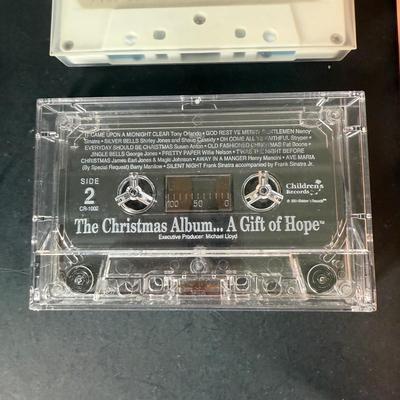 IT CAME UPON A MIDNIGHT CLEAR Tony Orlando • GOD REST YE MERRY GENTLEMEN Nancy
Sinatra • SILVER BELLS Shirley Jones and Shaun Cassidy • OH COME ALL YE FAITHFUL Stryper •
EVERYDAY SHOULD BE CHRISTMAS Susan Anton • OLD FASHIONED CHRISTMAS Pat Boone •
JINGLE BELLS George Jones • PRETTY PAPER Willie Nelson • 'TWAS THE NIGHT BEFORE
CHRISTMAS James Earl Jones & Magic Johnson • AWAY IN A MANGER Henry Mancini • AVE MARIA
(By Special Request) Barry Manilow • SILENT NIGHT Frank Sinatra accompanied by Frank Sinatra Jr.
SIDE
2
CR-1002
100 50 0
Children's
Records
The Christmas Album... A Gift of Hope™
Executive Producer: Michael Lloyd